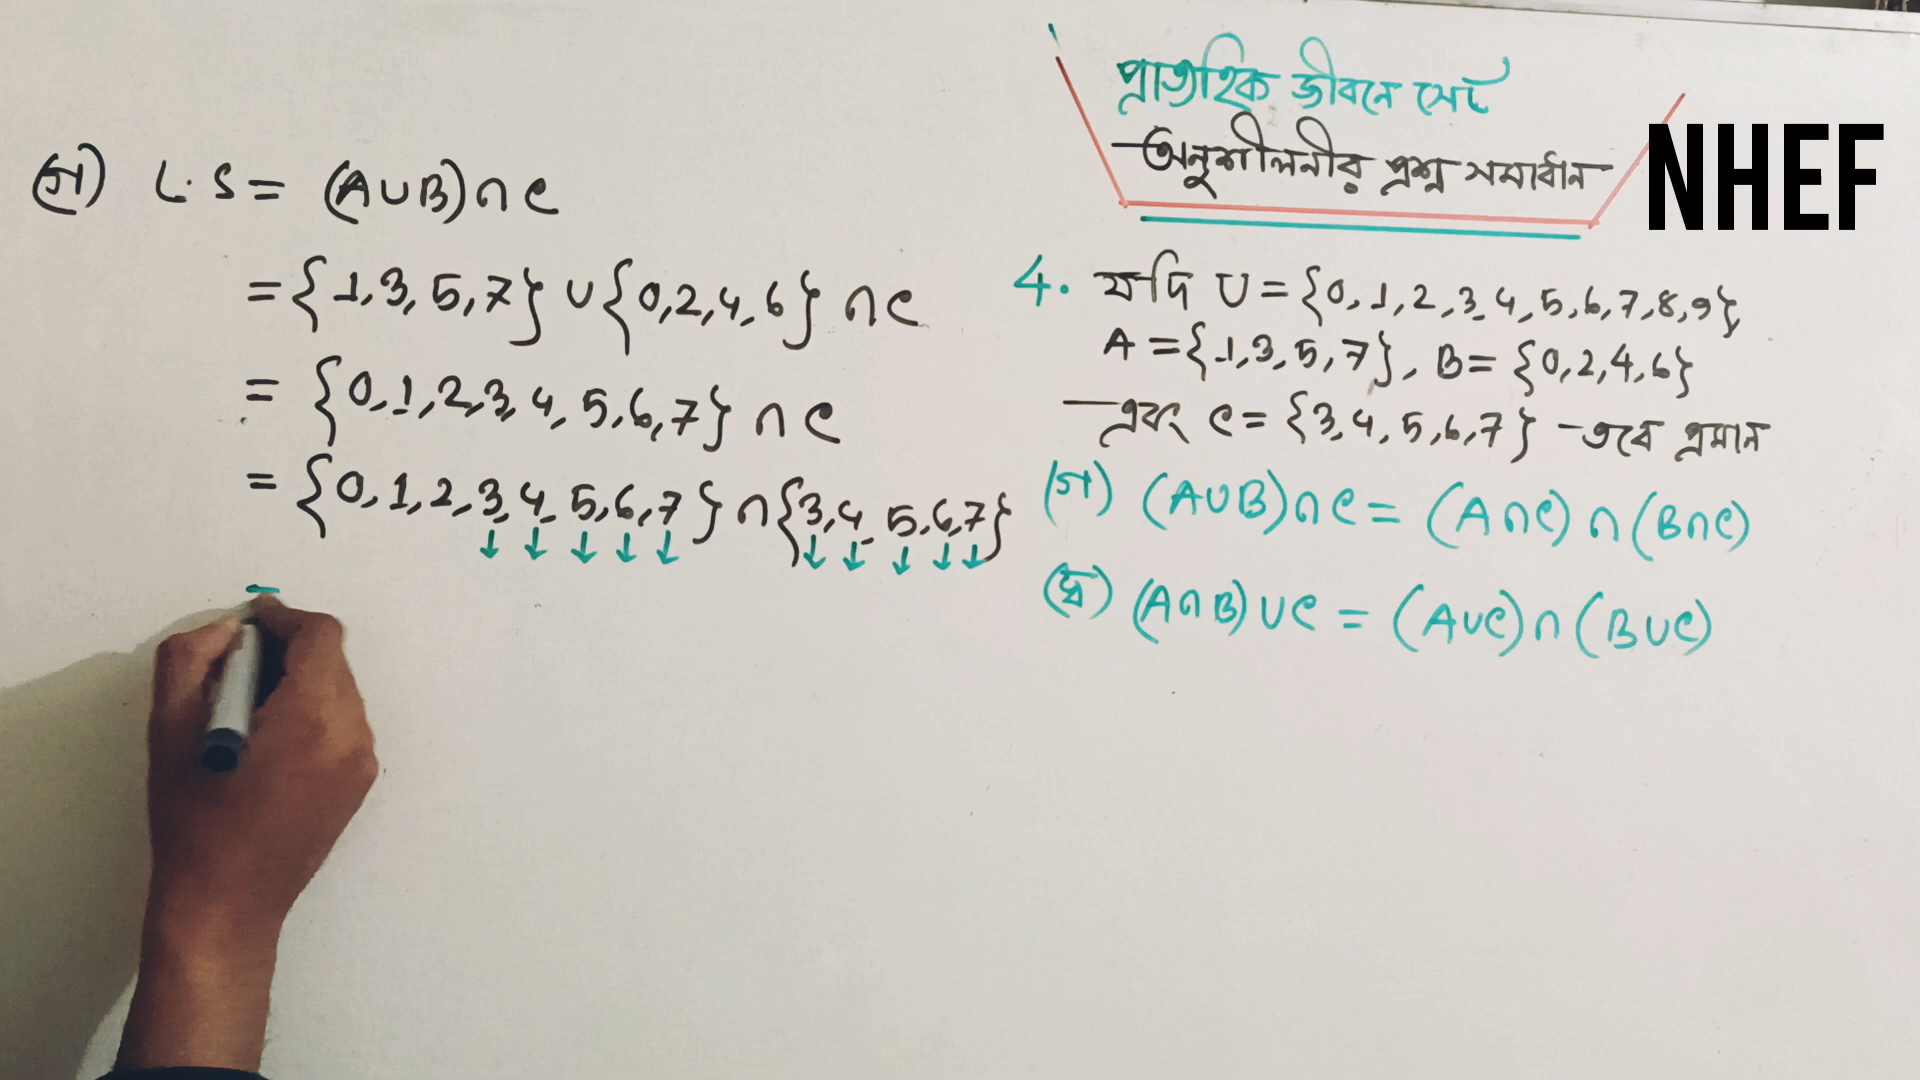 (গ) L.S = (A∪B)∩C
= {1,3,5,7} ∪ {0,2,4,6} ∩ C
= {0,1,2,3,4,5,6,7} ∩ C
= {0,1,2,3,4,5,6,7} ∩ {3,4,5,6,7}
=
প্রাত্যহিক জীবনে সেট
অনুশীলনীর প্রশ্ন সমাধান
NHEF
4. যদি U = {0,1,2,3,4,5,6,7,8,9},
A = {1,3,5,7}, B = {0,2,4,6}
এবং C = {3,4,5,6,7} তবে প্রমান
(গ) (A∪B)∩C = (A∩C)∩(B∩C)
(ঘ) (A∩B)∪C = (A∪C)∩(B∪C)